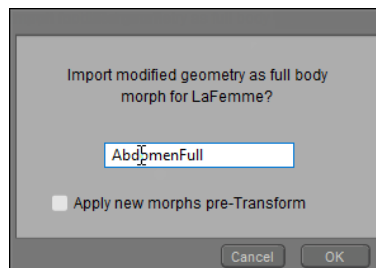 Import modified geometry as full body
morph for LaFemme?
AbdomenFull
Apply new morphs pre-Transform
Cancel
OK